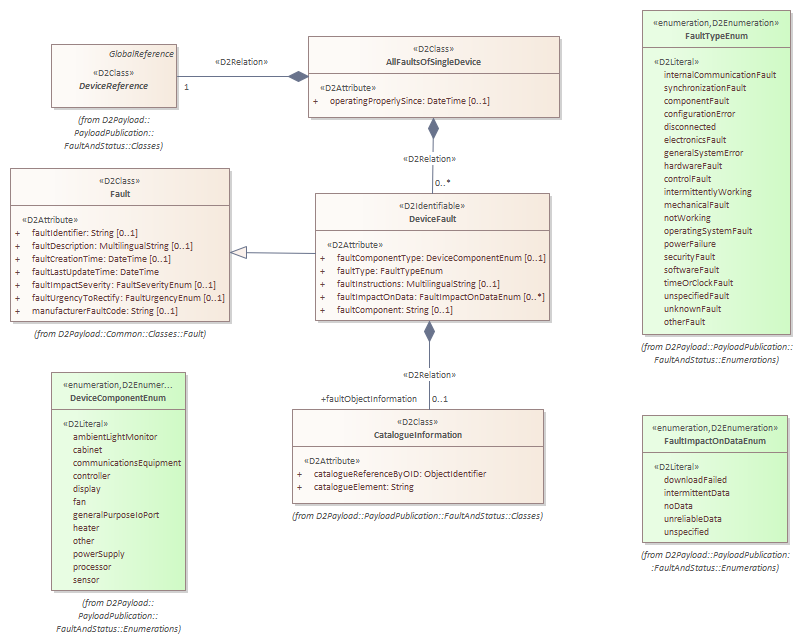 GlobalReference
«D2Class»
DeviceReference
(from D2Payload::
PayloadPublication::
FaultAndStatus::Classes)
«D2Relation»
1
«D2Class»
AllFaultsOfSingleDevice
«D2Attribute»
+ operatingProperlySince: DateTime [0..1]
«D2Relation»
0..*
«D2Class»
Fault
«D2Attribute»
+ faultIdentifier: String [0..1]
+ faultDescription: MultilingualString [0..1]
+ faultCreationTime: DateTime [0..1]
+ faultLastUpdateTime: DateTime
+ faultImpactSeverity: FaultSeverityEnum [0..1]
+ faultUrgencyToRectify: FaultUrgencyEnum [0..1]
+ manufacturerFaultCode: String [0..1]
(from D2Payload::Common::Classes::Fault)
«D2Identifiable»
DeviceFault
«D2Attribute»
+ faultComponentType: DeviceComponentEnum [0..1]
+ faultType: FaultTypeEnum
+ faultInstructions: MultilingualString [0..1]
+ faultImpactOnData: FaultImpactOnDataEnum [0..*]
+ faultComponent: String [0..1]
«D2Relation»
+faultObjectInformation 0..1
«D2Class»
CatalogueInformation
«D2Attribute»
+ catalogueReferenceByOID: ObjectIdentifier
+ catalogueElement: String
(from D2Payload::PayloadPublication::FaultAndStatus::Classes)
«enumeration,D2Enumer...
DeviceComponentEnum
«D2Literal»
ambientLightMonitor
cabinet
communicationsEquipment
controller
display
fan
generalPurposeIoPort
heater
other
powerSupply
processor
sensor
(from D2Payload::
PayloadPublication::
FaultAndStatus::Enumerations)
«enumeration,D2Enumeration»
FaultTypeEnum
«D2Literal»
internalCommunicationFault
synchronizationFault
componentFault
configurationError
disconnected
electronicsFault
generalSystemError
hardwareFault
controlFault
intermittentlyWorking
mechanicalFault
notWorking
operatingSystemFault
powerFailure
securityFault
softwareFault
timeOrClockFault
unspecifiedFault
unknownFault
otherFault
(from D2Payload::PayloadPublication::
FaultAndStatus::Enumerations)
«enumeration,D2Enumeration»
FaultImpactOnDataEnum
«D2Literal»
downloadFailed
intermittentData
noData
unreliableData
unspecified
(from D2Payload::PayloadPublication:
:FaultAndStatus::Enumerations)